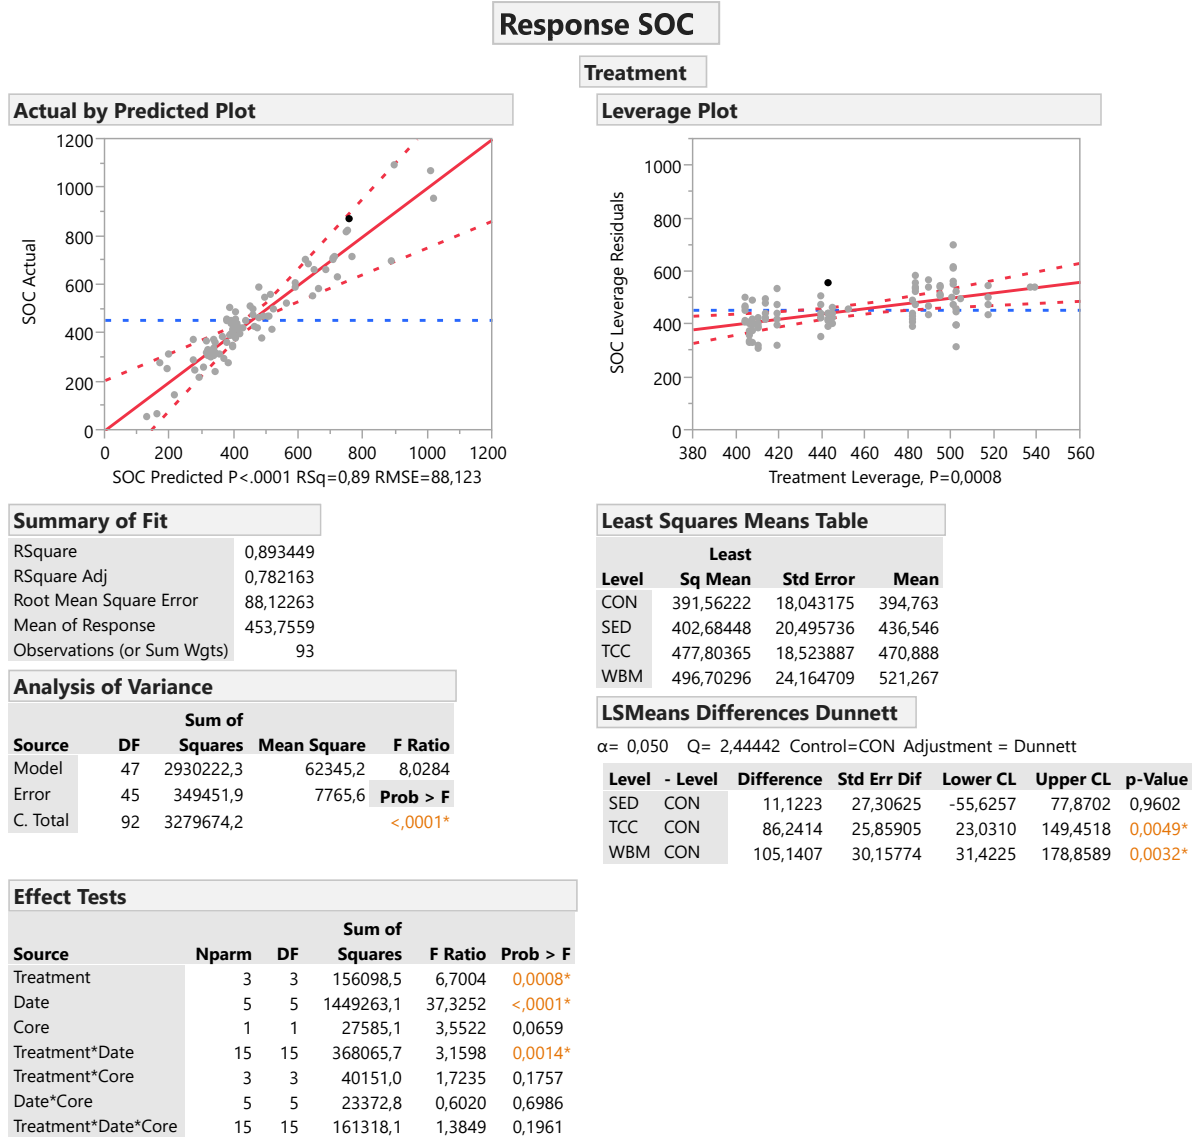 Response SOC
Treatment
Actual by Predicted Plot
1200
1000
800
600
400
200
0
SOC Actual
0 200 400 600 800 1000 1200
SOC Predicted P<.0001 RSq=0,89 RMSE=88,123
Leverage Plot
1000
800
600
400
200
0
SOC Leverage Residuals
380 400 420 440 460 480 500 520 540 560
Treatment Leverage, P=0,0008
Summary of Fit
RSquare 0,893449
RSquare Adj 0,782163
Root Mean Square Error 88,12263
Mean of Response 453,7559
Observations (or Sum Wgts) 93
Analysis of Variance
Sum of
Source DF Squares Mean Square F Ratio
Model 47 2930222,3 62345,2 8,0284
Error 45 349451,9 7765,6 Prob > F
C. Total 92 3279674,2 <,0001*
Least Squares Means Table
Least
Level Sq Mean Std Error Mean
CON 391,56222 18,043175 394,763
SED 402,68448 20,495736 436,546
TCC 477,80365 18,523887 470,888
WBM 496,70296 24,164709 521,267
LSMeans Differences Dunnett
α= 0,050 Q= 2,44442 Control=CON Adjustment = Dunnett
Level - Level Difference Std Err Dif Lower CL Upper CL p-Value
SED CON 11,1223 27,30625 -55,6257 77,8702 0,9602
TCC CON 86,2414 25,85905 23,0310 149,4518 0,0049*
WBM CON 105,1407 30,15774 31,4225 178,8589 0,0032*
Effect Tests
Sum of
Source Nparm DF Squares F Ratio Prob > F
Treatment 3 3 156098,5 6,7004 0,0008*
Date 5 5 1449263,1 37,3252 <,0001*
Core 1 1 27585,1 3,5522 0,0659
Treatment*Date 15 15 368065,7 3,1598 0,0014*
Treatment*Core 3 3 40151,0 1,7235 0,1757
Date*Core 5 5 23372,8 0,6020 0,6986
Treatment*Date*Core 15 15 161318,1 1,3849 0,1961